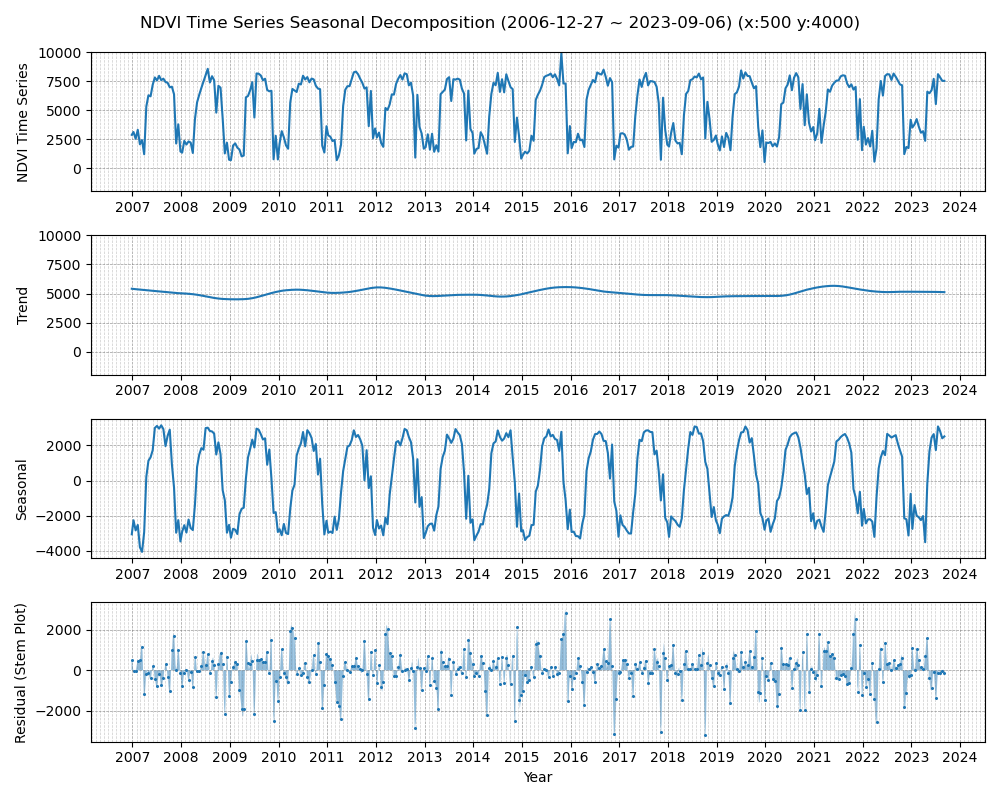 NDVI Time Series Seasonal Decomposition (2006-12-27 ~ 2023-09-06) (x:500 y:4000)
NDVI Time Series
10000
7500
5000
2500
0
2007 2008 2009 2010 2011 2012 2013 2014 2015 2016 2017 2018 2019 2020 2021 2022 2023 2024
Trend
10000
7500
5000
2500
0
2007 2008 2009 2010 2011 2012 2013 2014 2015 2016 2017 2018 2019 2020 2021 2022 2023 2024
Seasonal
2000
0
−2000
−4000
2007 2008 2009 2010 2011 2012 2013 2014 2015 2016 2017 2018 2019 2020 2021 2022 2023 2024
Residual (Stem Plot)
2000
0
−2000
2007 2008 2009 2010 2011 2012 2013 2014 2015 2016 2017 2018 2019 2020 2021 2022 2023 2024
Year